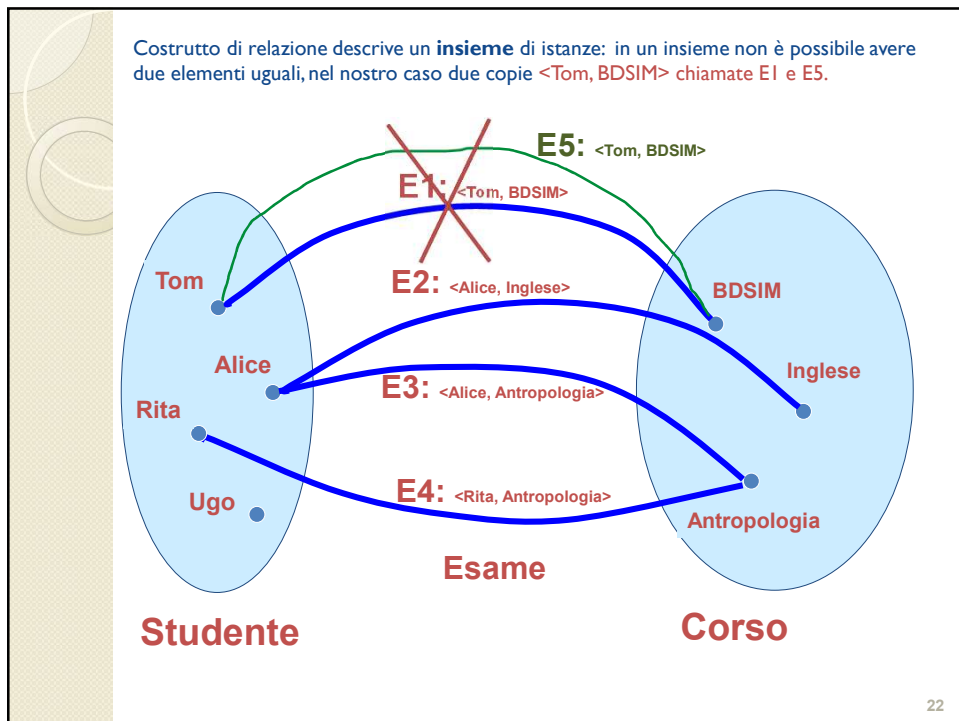 Costrutto di relazione descrive un insieme di istanze: in un insieme non è possibile avere
due elementi uguali, nel nostro caso due copie <Tom, BDSIM> chiamate E1 e E5.
E5: <Tom, BDSIM>
E1: <Tom, BDSIM>
Tom
E2: <Alice, Inglese>
BDSIM
Alice
Inglese
E3: <Alice, Antropologia>
Rita
E4: <Rita, Antropologia>
Ugo
Antropologia
Esame
Studente
Corso
22